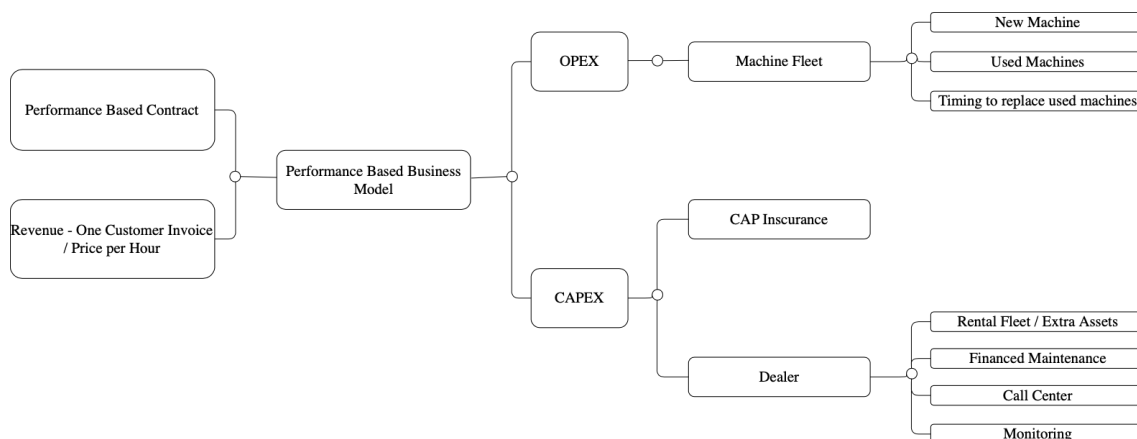 Performance Based Contract
Revenue - One Customer Invoice
/ Price per Hour
Performance Based Business
Model
OPEX
Machine Fleet
New Machine
Used Machines
Timing to replace used machines
CAPEX
CAP Inscurance
Dealer
Rental Fleet / Extra Assets
Financed Maintenance
Call Center
Monitoring